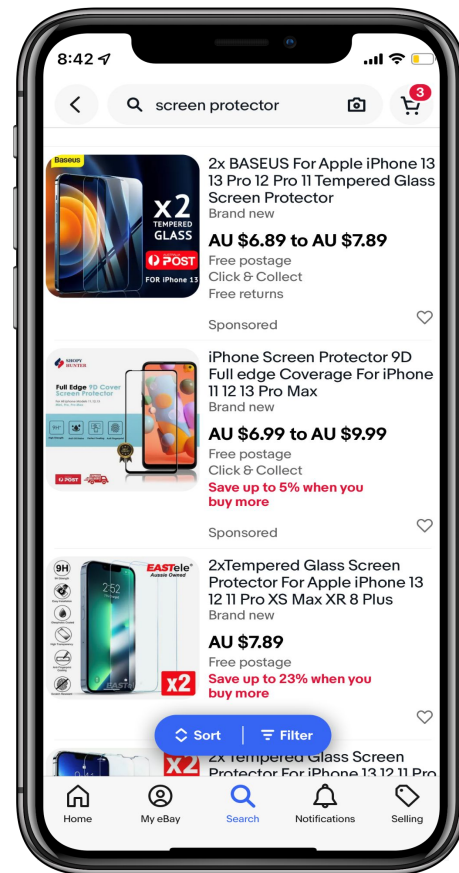 8:42
screen protector
3
Baseus
x2
TEMPERED
GLASS
POST
FOR iPhone 13
2x BASEUS For Apple iPhone 13
13 Pro 12 Pro 11 Tempered Glass
Screen Protector
Brand new
AU $6.89 to AU $7.89
Free postage
Click & Collect
Free returns
Sponsored
SHOPY
HUNTER
Full Edge 9D Cover
Screen Protector
9H
POST
iPhone Screen Protector 9D
Full edge Coverage For iPhone
11 12 13 Pro Max
Brand new
AU $6.99 to AU $9.99
Free postage
Click & Collect
Save up to 5% when you
buy more
Sponsored
9H
EASTele®
Aussie Owned
2:52
EASTele
x2
2xTempered Glass Screen
Protector For Apple iPhone 13
12 11 Pro XS Max XR 8 Plus
Brand new
AU $7.89
Free postage
Save up to 23% when you
buy more
Sort
Filter
x2
2x Tempered Glass Screen
Protector For iPhone 13 12 11 Pro
Home
My eBay
Search
Notifications
Selling